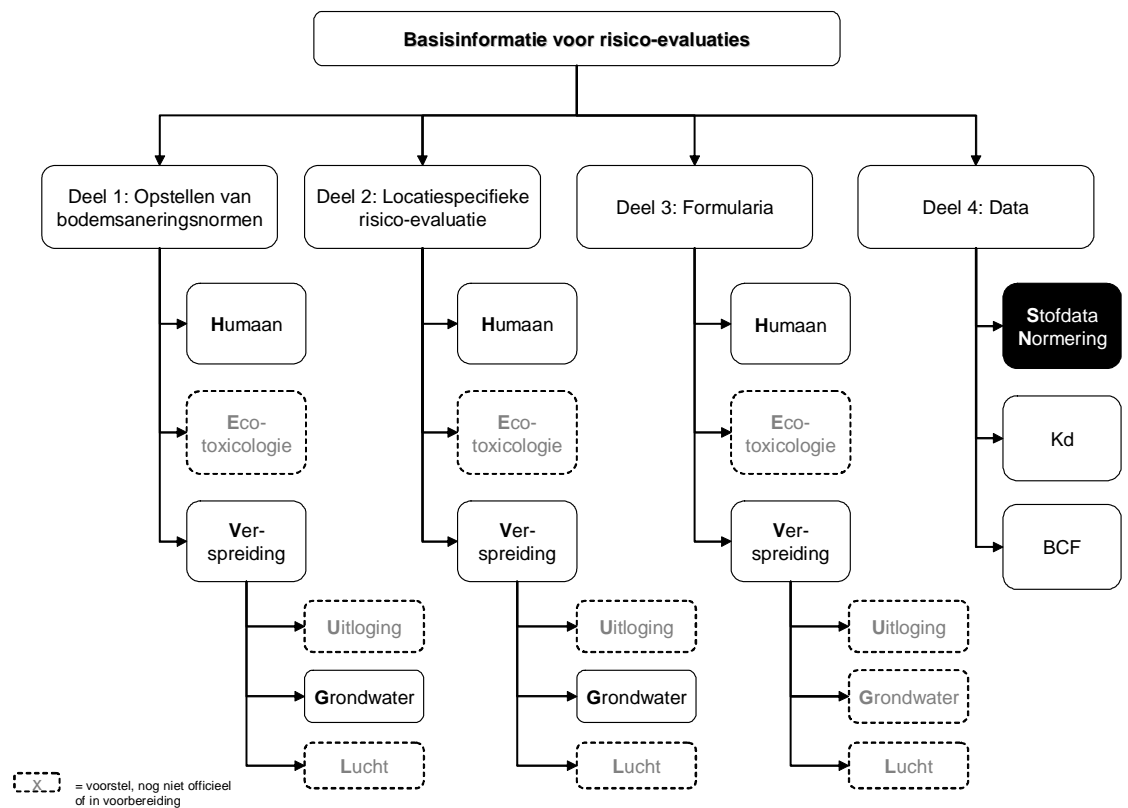 Basisinformatie voor risico-evaluaties
Deel 1: Opstellen van
bodemsaneringsnormen
Humaan
Eco-
toxicologie
Ver-
spreiding
Uitloging
Grondwater
Lucht
Deel 2: Locatiespecifieke
risico-evaluatie
Humaan
Eco-
toxicologie
Ver-
spreiding
Uitloging
Grondwater
Lucht
Deel 3: Formularia
Humaan
Eco-
toxicologie
Ver-
spreiding
Uitloging
Grondwater
Lucht
Deel 4: Data
Stofdata
Normering
Kd
BCF
x = voorstel, nog niet officieel
of in voorbereiding